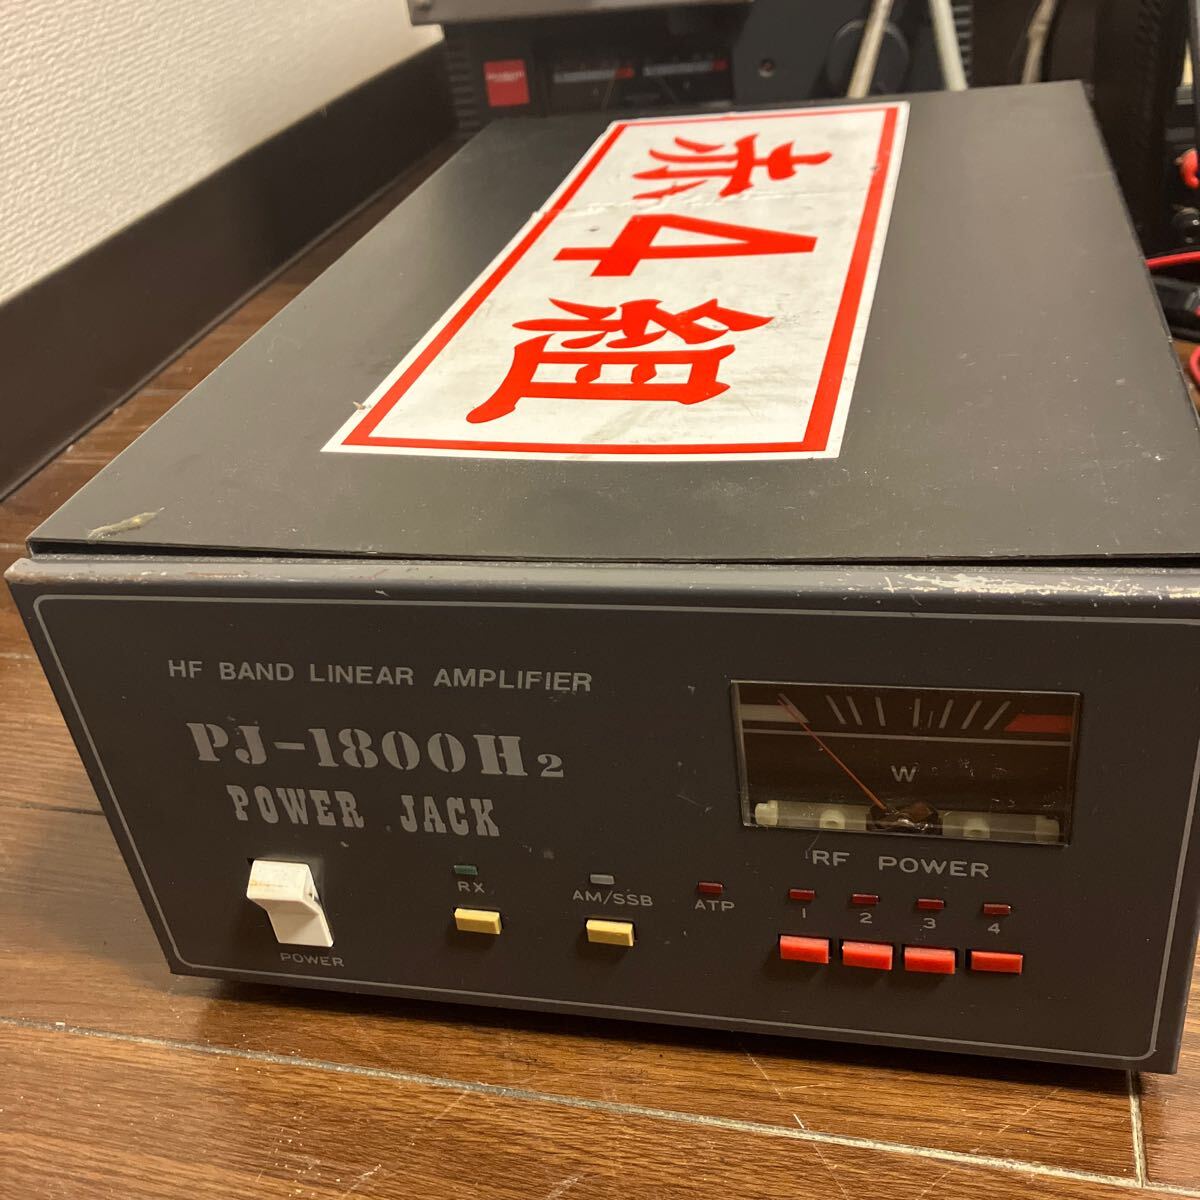 赤4組
HF BAND LINEAR AMPLIFIER
PJ-1800H2
POWER JACK
W
RF POWER
RX
AM/SSB
ATP
1 2 3 4
POWER